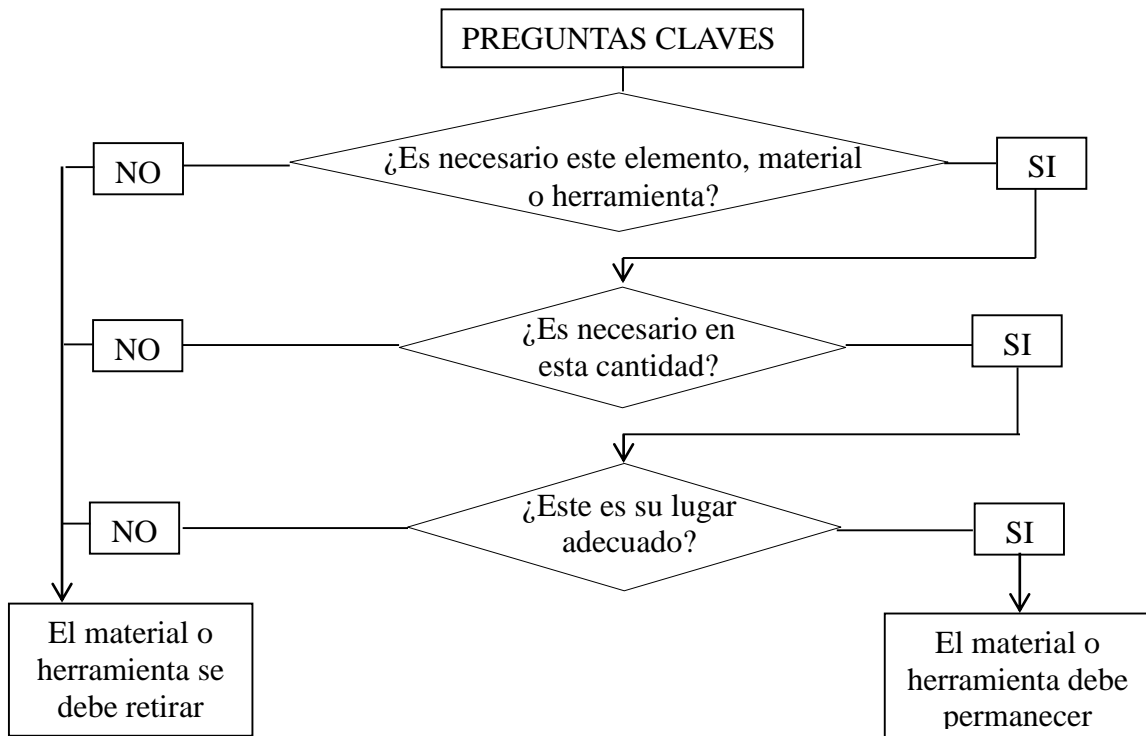 PREGUNTAS CLAVES
¿Es necesario este elemento, material
o herramienta?
NO
SI
¿Es necesario en
esta cantidad?
NO
SI
¿Este es su lugar
adecuado?
NO
SI
El material o
herramienta se
debe retirar
El material o
herramienta debe
permanecer